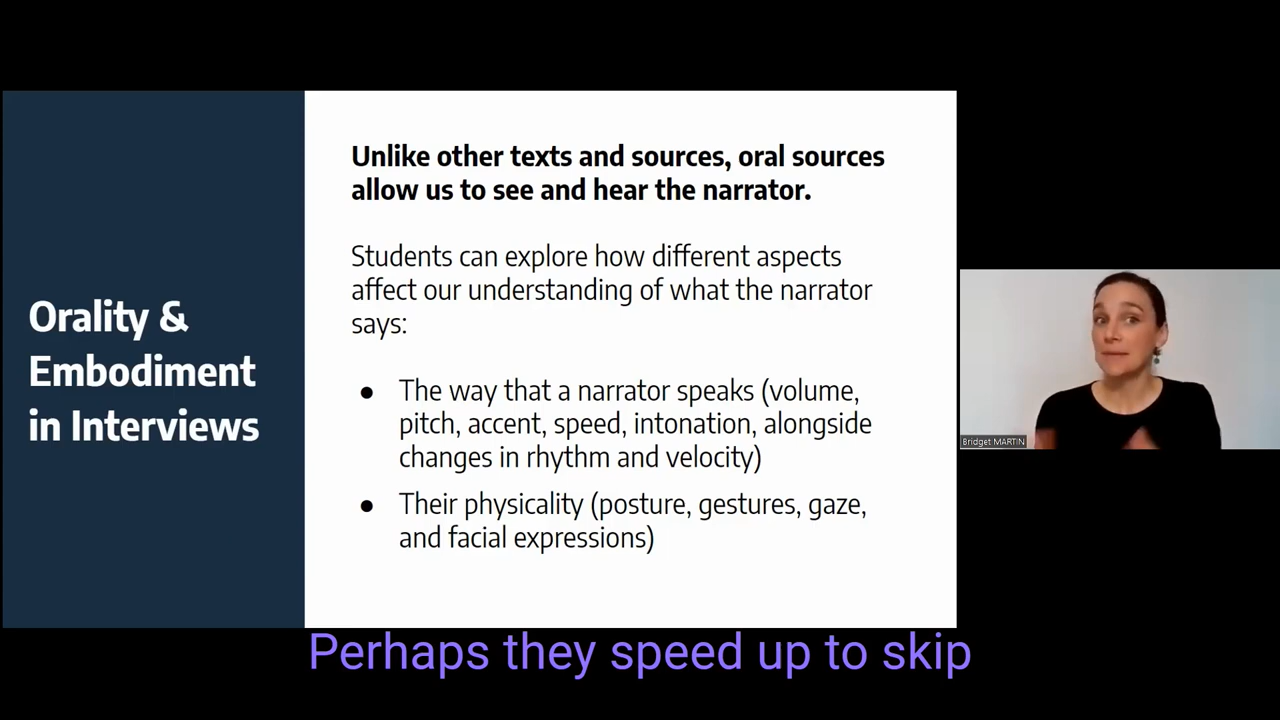 Orality &
Embodiment
in Interviews
Unlike other texts and sources, oral sources
allow us to see and hear the narrator.
Students can explore how different aspects
affect our understanding of what the narrator
says:
● The way that a narrator speaks (volume,
pitch, accent, speed, intonation, alongside
changes in rhythm and velocity)
● Their physicality (posture, gestures, gaze,
and facial expressions)
Bridget MARTIN
Perhaps they speed up to skip